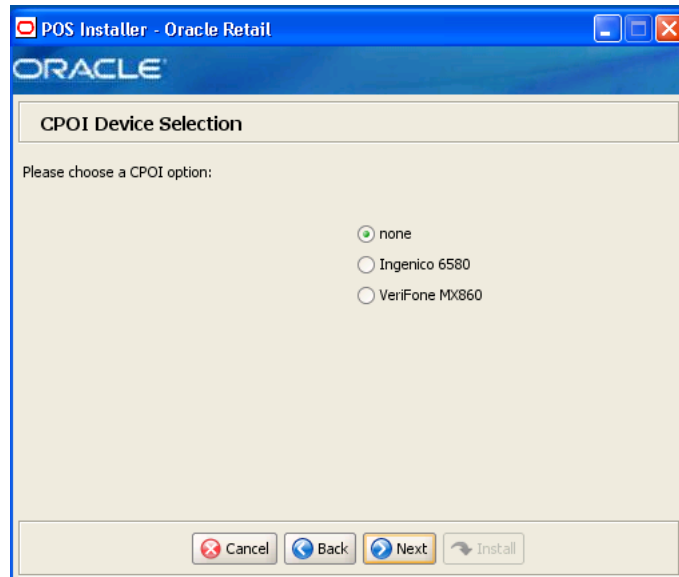 POS Installer - Oracle Retail
ORACLE
CPOI Device Selection
Please choose a CPOI option:
none
Ingenico 6580
VeriFone MX860
Cancel Back Next Install